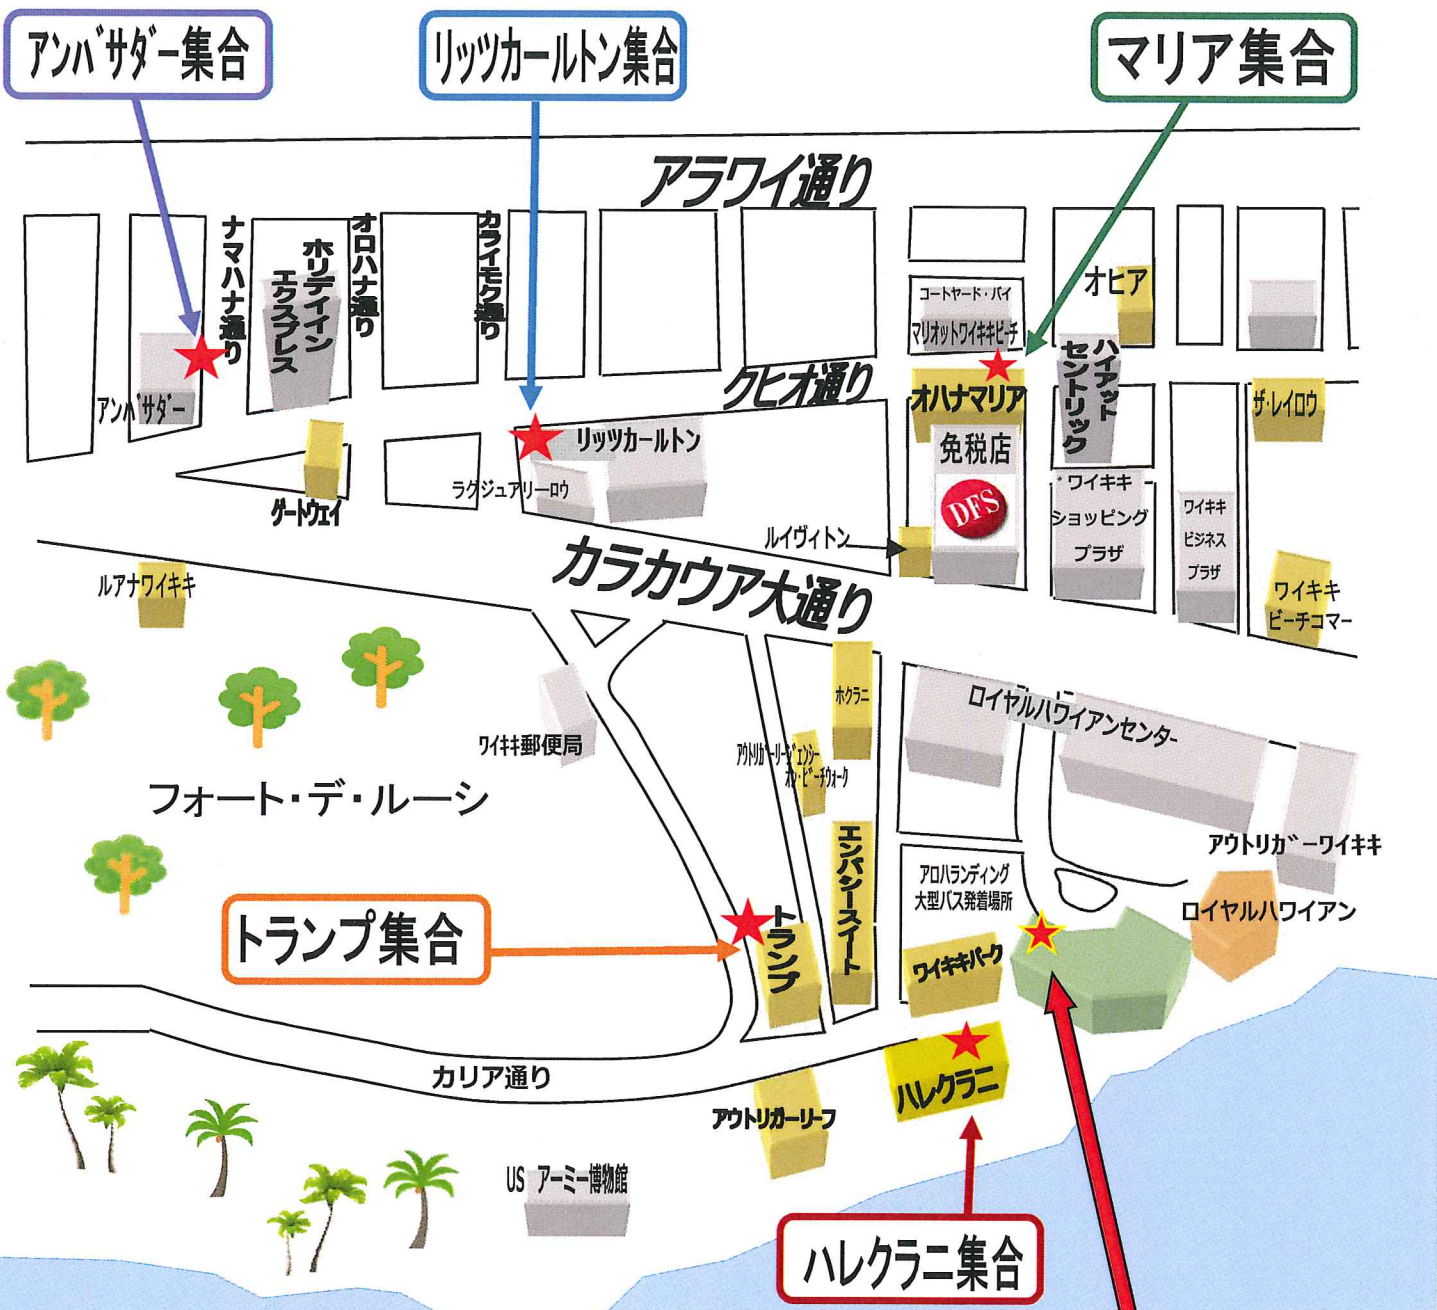 アンバサダー集合
リッツカールトン集合
マリア集合
アラワイ通り
ナマハナ通り
ホリデイイン
エクスプレス
オロハナ通り
カライモク通り
コートヤード・バイ
マリオットワイキキビーチ
オヒア
アンバサダー
クヒオ通り
オハナマリア
ハイアット
セントリック
ザ・レイロウ
リッツカールトン
ラグジュアリーロウ
ゲートウェイ
免税店
DFS
ワイキキ
ショッピング
プラザ
ワイキキ
ビジネス
プラザ
ルイヴィトン
カラカウア大通り
ルアナワイキキ
ワイキキ
ビーチコマー
ホクラニ
ロイヤルハワイアンセンター
ワイキキ郵便局
アウトリガーリージェンシー
オン・ビーチウォーク
フォート・デ・ルーシ
エンバシースイート
アウトリガーワイキキ
アロハランディング
大型バス発着場所
ロイヤルハワイアン
トランプ集合
トランプ
ワイキキパーク
カリア通り
ハレクラニ
アウトリガーリーフ
US アーミー博物館
ハレクラニ集合